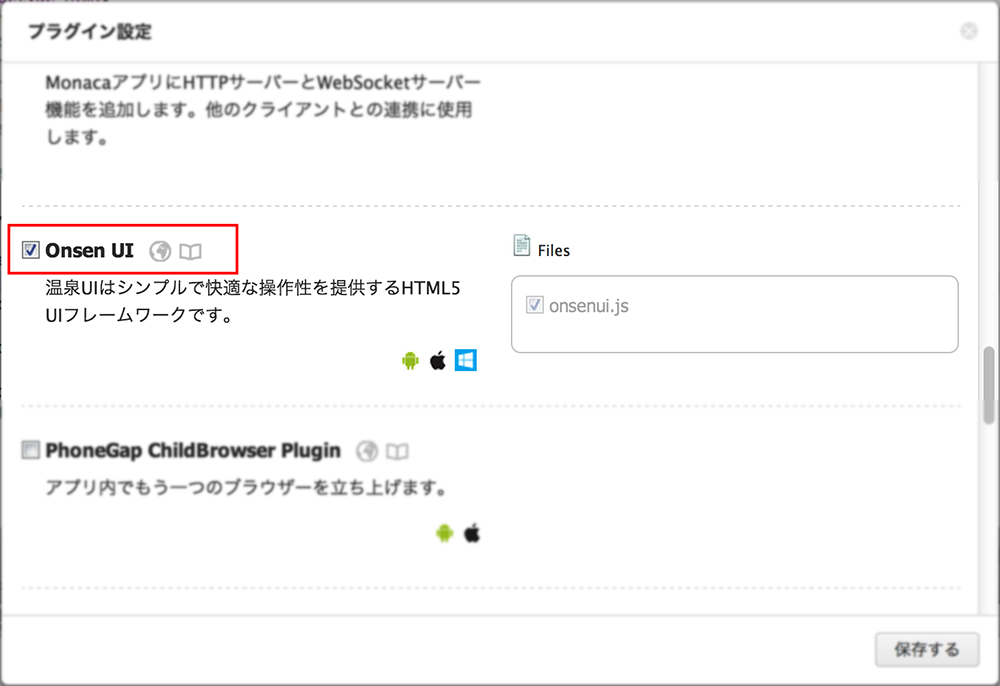 プラグイン設定
MonacaアプリにHTTPサーバーとWebSocketサーバー
機能を追加します。他のクライアントとの連携に使用
します。
Onsen UI
温泉UIはシンプルで快適な操作性を提供するHTML5
UIフレームワークです。
Files
onsenui.js
PhoneGap ChildBrowser Plugin
アプリ内でもう一つのブラウザーを立ち上げます。
保存する